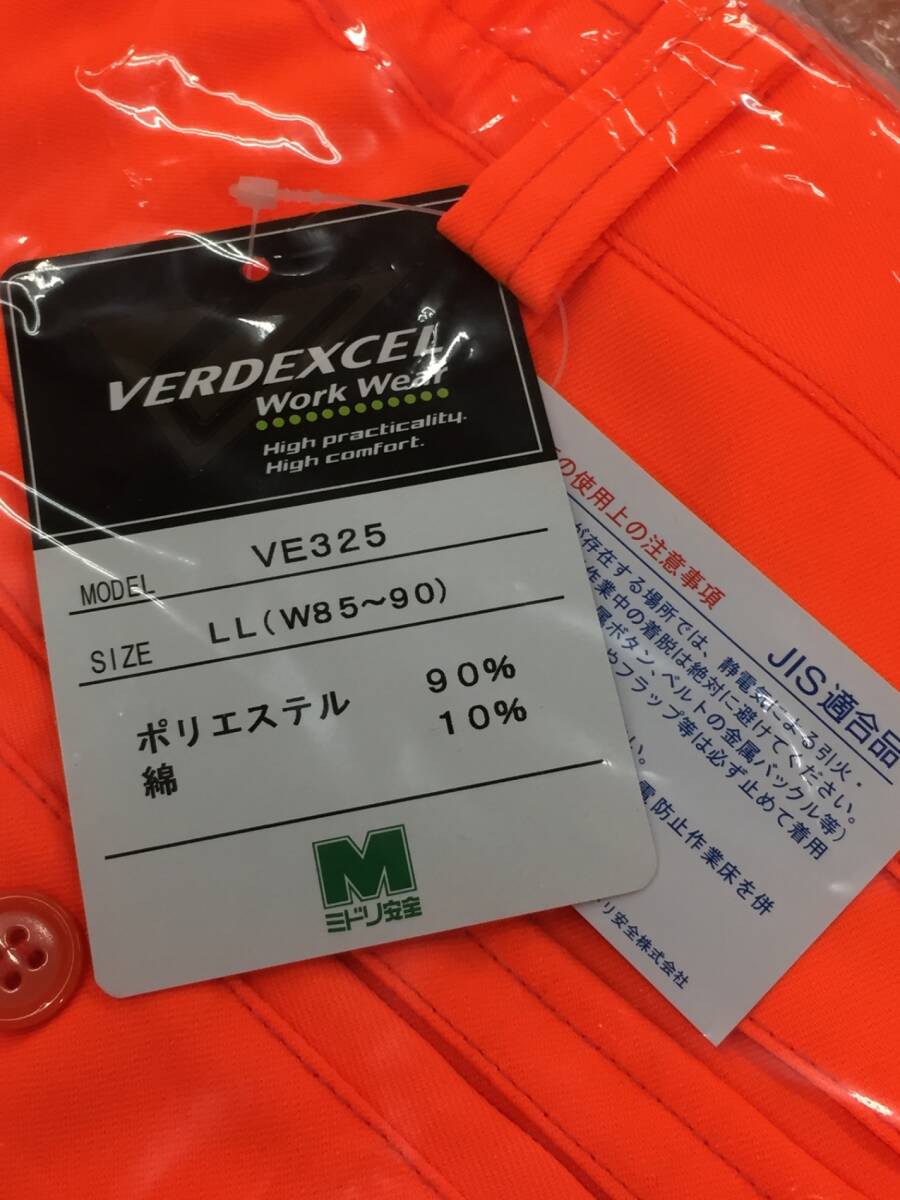 VERDEXCEL
Work Wear
High practicality.
High comfort.
MODEL VE325
SIZE LL(W85~90)
ポリエステル 90%
綿 10%
M
ミドリ安全
の使用上の注意事項
JIS適合品
存在する場所では、静電気による引火・
作業中の着脱は絶対に避けてください。
属ボタン、ベルトの金属バックル等)
フラップ等は必ず止めて着用
い。
防止作業床を併
リ安全株式会社